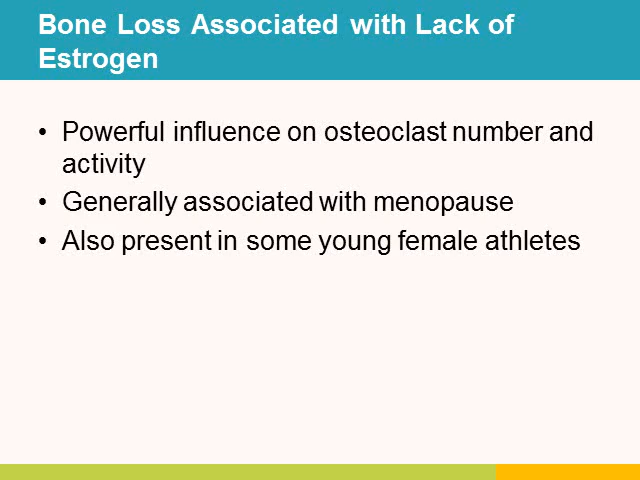 Bone Loss Associated with Lack of
Estrogen
• Powerful influence on osteoclast number and
activity
• Generally associated with menopause
• Also present in some young female athletes